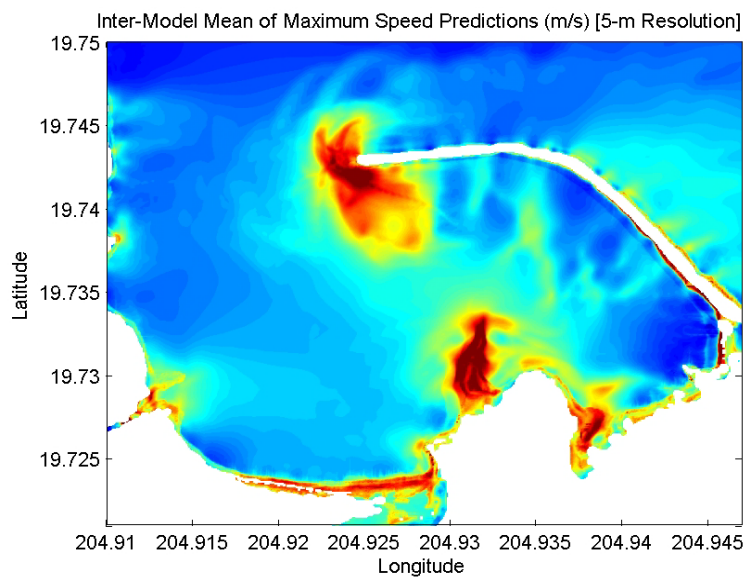 Inter-Model Mean of Maximum Speed Predictions (m/s) [5-m Resolution]
19.75
19.745
19.74
19.735
19.73
19.725
Latitude
204.91 204.915 204.92 204.925 204.93 204.935 204.94 204.945
Longitude